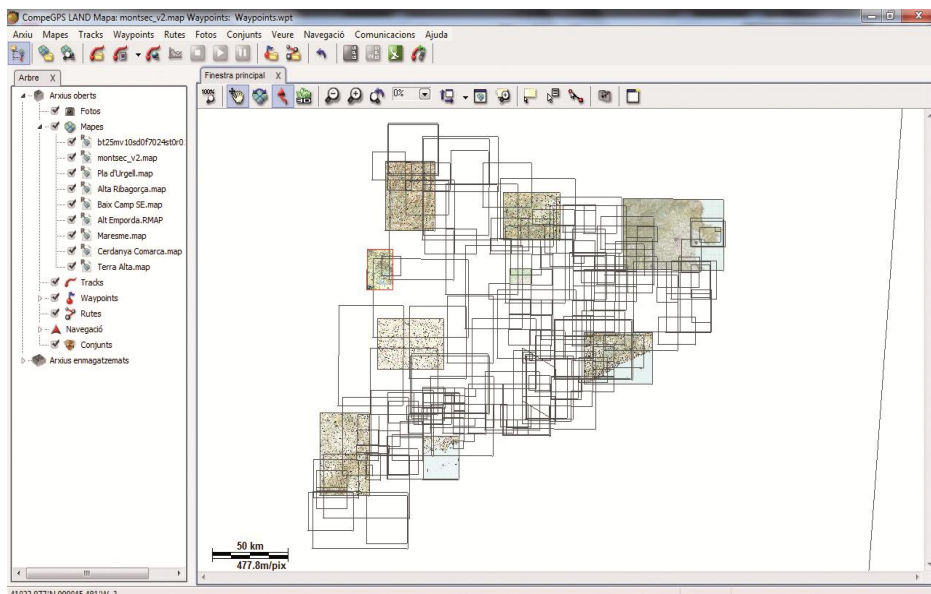 CompeGPS LAND Mapa: montsec_v2.map Waypoints: Waypoints.wpt
Arxiu Mapes Tracks Waypoints Rutes Fotos Conjunts Veure Navegació Comunicacions Ajuda
Arbre X
Finestra principal X
100%
0%
Arxius oberts
Fotos
Mapes
bt25mv10sd0f7024st0r0
montsec_v2.map
Pla d'Urgell.map
Alta Ribagorça.map
Baix Camp SE.map
Alt Emporda.RMAP
Maresme.map
Cerdanya Comarca.map
Terra Alta.map
Tracks
Waypoints
Rutes
Navegació
Conjunts
Arxius enmagatzemats
50 km
477.8m/pix